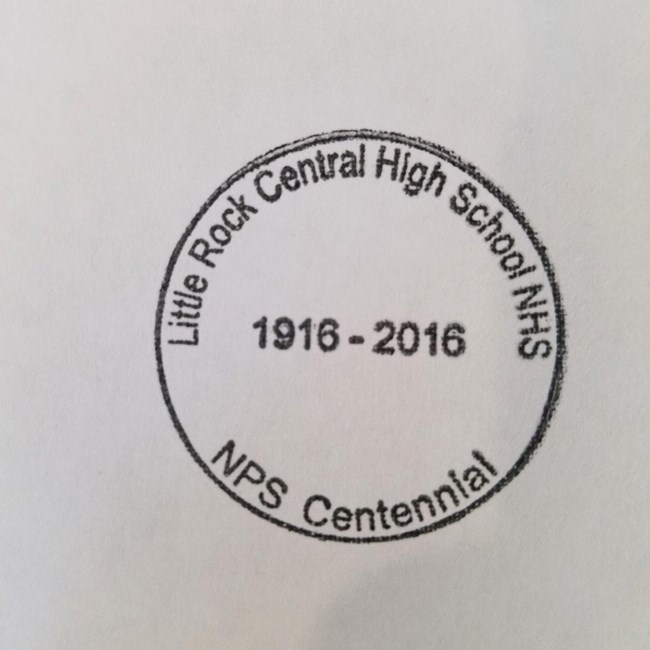 Little Rock Central High School NHS
1916 - 2016
NPS Centennial